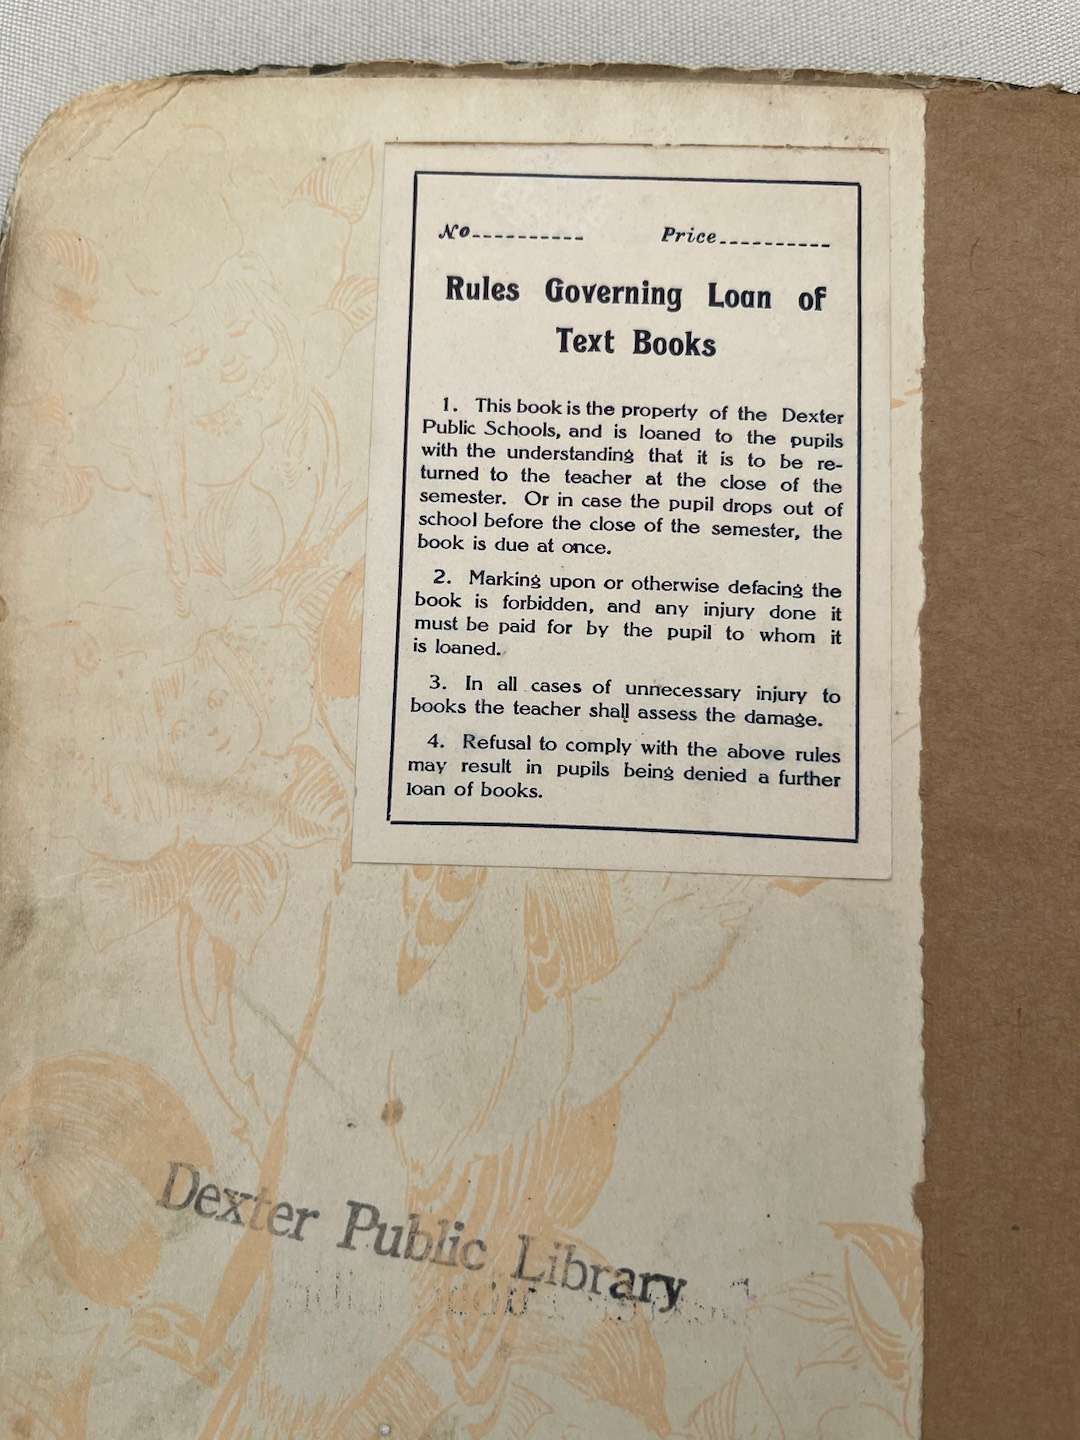 No---------- Price----------
Rules Governing Loan of
Text Books
1. This book is the property of the Dexter
Public Schools, and is loaned to the pupils
with the understanding that it is to be re-
turned to the teacher at the close of the
semester. Or in case the pupil drops out of
school before the close of the semester, the
book is due at once.
2. Marking upon or otherwise defacing the
book is forbidden, and any injury done it
must be paid for by the pupil to whom it
is loaned.
3. In all cases of unnecessary injury to
books the teacher shall assess the damage.
4. Refusal to comply with the above rules
may result in pupils being denied a further
loan of books.
Dexter Public Library